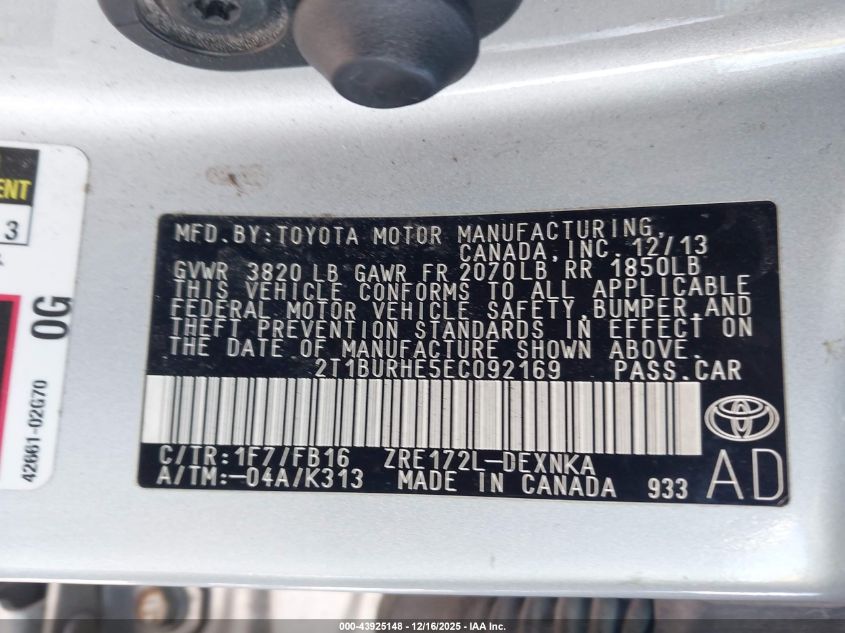 ENT
3
0G
42661-02G70
MFD.BY:TOYOTA MOTOR MANUFACTURING,
CANADA,INC. 12/13
GVWR 3820 LB GAWR FR 2070LB, RR 1850LB
THIS VEHICLE CONFORMS TO ALL APPLICABLE
FEDERAL MOTOR VEHICLE SAFETY,BUMPER,AND
THEFT PREVENTION STANDARDS IN EFFECT ON
THE DATE OF MANUFACTURE SHOWN ABOVE.
2T1BURHE5EC092169 PASS.CAR
C/TR:1F7/FB16 ZRE172L-DEXNKA
A/TM:-04A/K313 MADE IN CANADA 933
AD
000-43925148 - 12/16/2025 - IAA Inc.